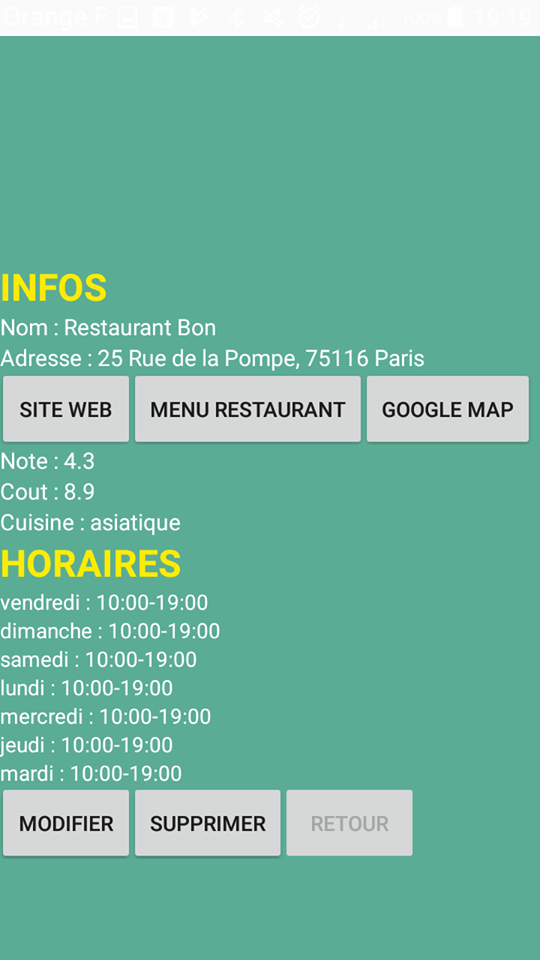 Orange F 100% 19:19
INFOS
Nom : Restaurant Bon
Adresse : 25 Rue de la Pompe, 75116 Paris
SITE WEB MENU RESTAURANT GOOGLE MAP
Note : 4.3
Cout : 8.9
Cuisine : asiatique
HORAIRES
vendredi : 10:00-19:00
dimanche : 10:00-19:00
samedi : 10:00-19:00
lundi : 10:00-19:00
mercredi : 10:00-19:00
jeudi : 10:00-19:00
mardi : 10:00-19:00
MODIFIER SUPPRIMER RETOUR